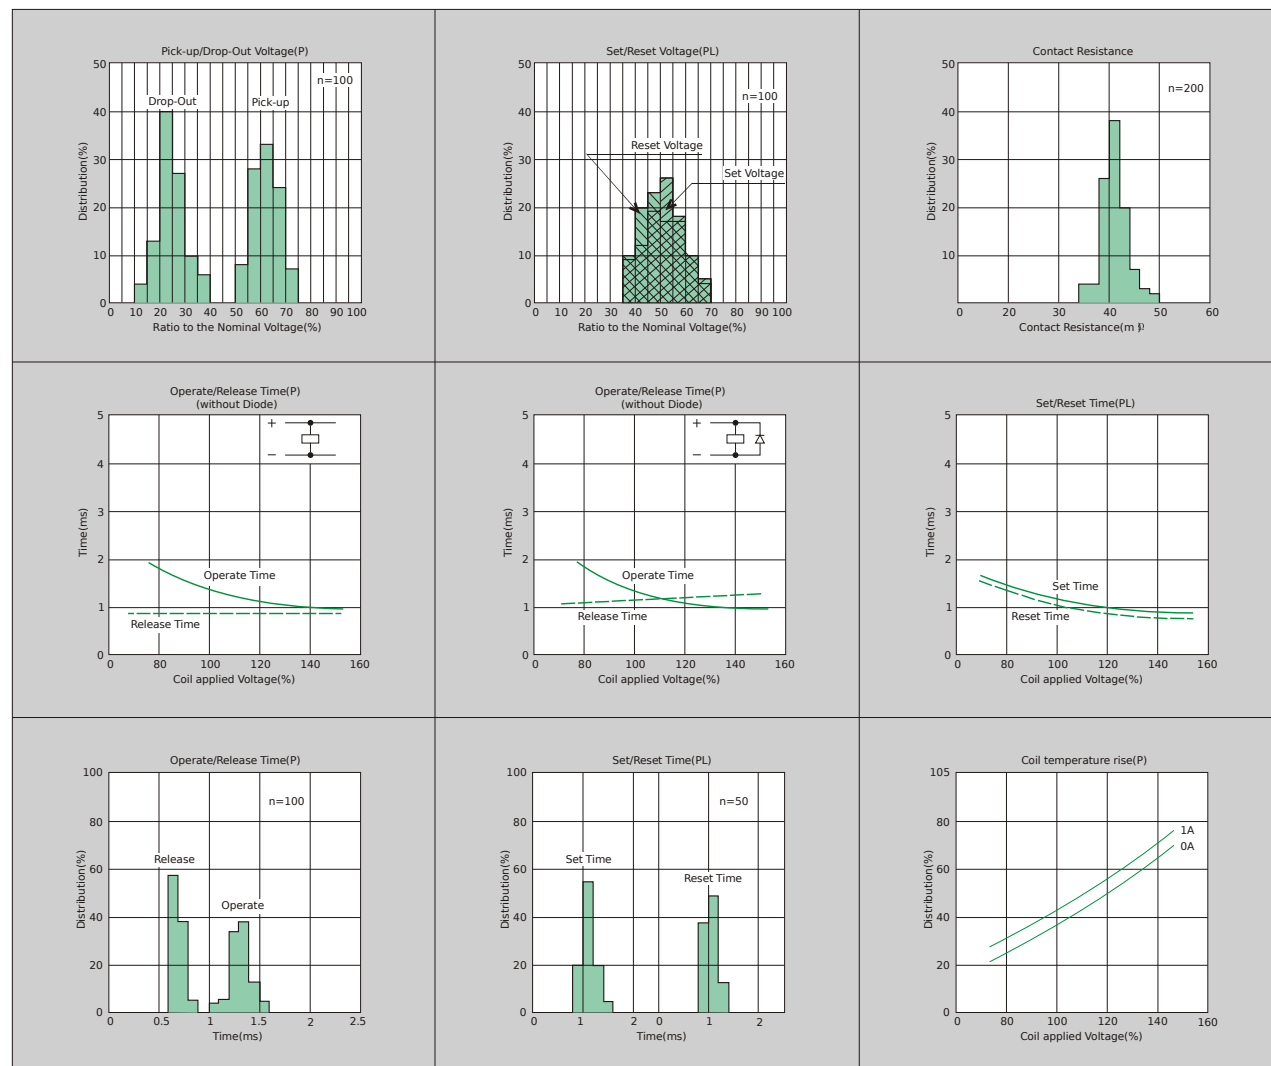 Pick-up/Drop-Out Voltage(P)
50
40
30
20
10
0
Distribution(%)
n=100
Drop-Out
Pick-up
0 10 20 30 40 50 60 70 80 90 100
Ratio to the Nominal Voltage(%)
Set/Reset Voltage(PL)
50
40
30
20
10
0
Distribution(%)
n=100
Reset Voltage
Set Voltage
0 10 20 30 40 50 60 70 80 90 100
Ratio to the Nominal Voltage(%)
Contact Resistance
50
40
30
20
10
Distribution(%)
n=200
0 20 30 40 50 60
Contact Resistance(m Ω)
Operate/Release Time(P)
(without Diode)
5
4
3
2
1
0
Time(ms)
+
−
Operate Time
Release Time
0 80 100 120 140 160
Coil applied Voltage(%)
Operate/Release Time(P)
(without Diode)
5
4
3
2
1
0
Time(ms)
+
−
Operate Time
Release Time
0 80 100 120 140 160
Coil applied Voltage(%)
Set/Reset Time(PL)
5
4
3
2
1
0
Time(ms)
Set Time
Reset Time
0 80 100 120 140 160
Coil applied Voltage(%)
Operate/Release Time(P)
100
80
60
40
20
0
Distribution(%)
n=100
Release
Operate
0 0.5 1 1.5 2 2.5
Time(ms)
Set/Reset Time(PL)
100
80
60
40
20
0
Distribution(%)
n=50
Set Time
Reset Time
0 1 2 0 1 2
Time(ms)
Coil temperature rise(P)
105
80
60
40
20
0
Distribution(%)
1A
0A
0 80 100 120 140 160
Coil applied Voltage(%)